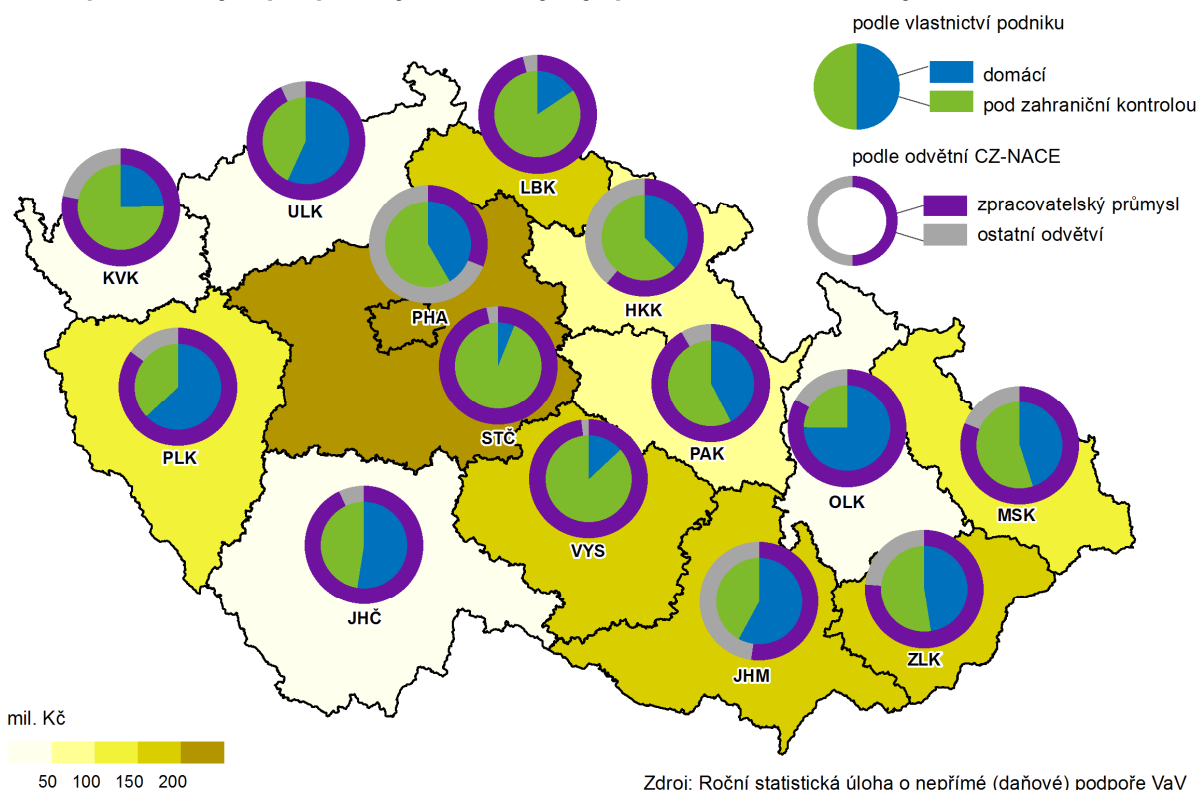 podle vlastnictví podniku
domácí
pod zahraniční kontrolou
podle odvětní CZ-NACE
zpracovatelský průmysl
ostatní odvětví
LBK
ULK
KVK
HKK
PHA
STČ
PLK
PAK
OLK
MSK
VYS
JHČ
ZLK
JHM
mil. Kč
50 100 150 200
Zdroj: Roční statistická úloha o nepřímé (daňové) podpoře VaV